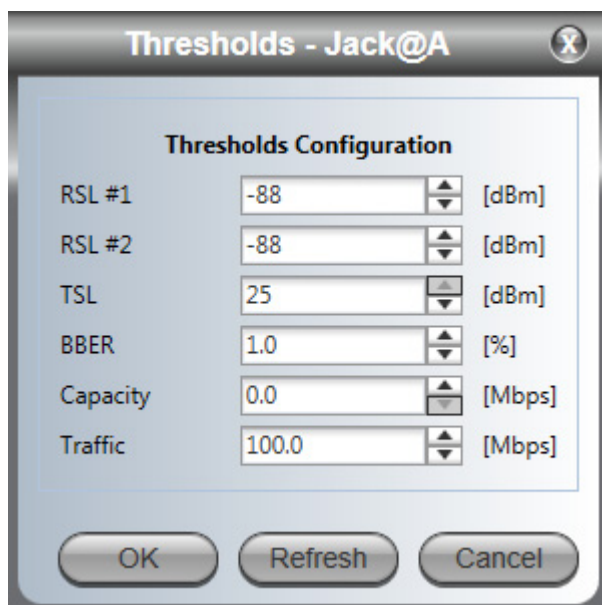 Thresholds - Jack@A X
Thresholds Configuration
RSL #1 -88 [dBm]
RSL #2 -88 [dBm]
TSL 25 [dBm]
BBER 1.0 [%]
Capacity 0.0 [Mbps]
Traffic 100.0 [Mbps]
OK Refresh Cancel